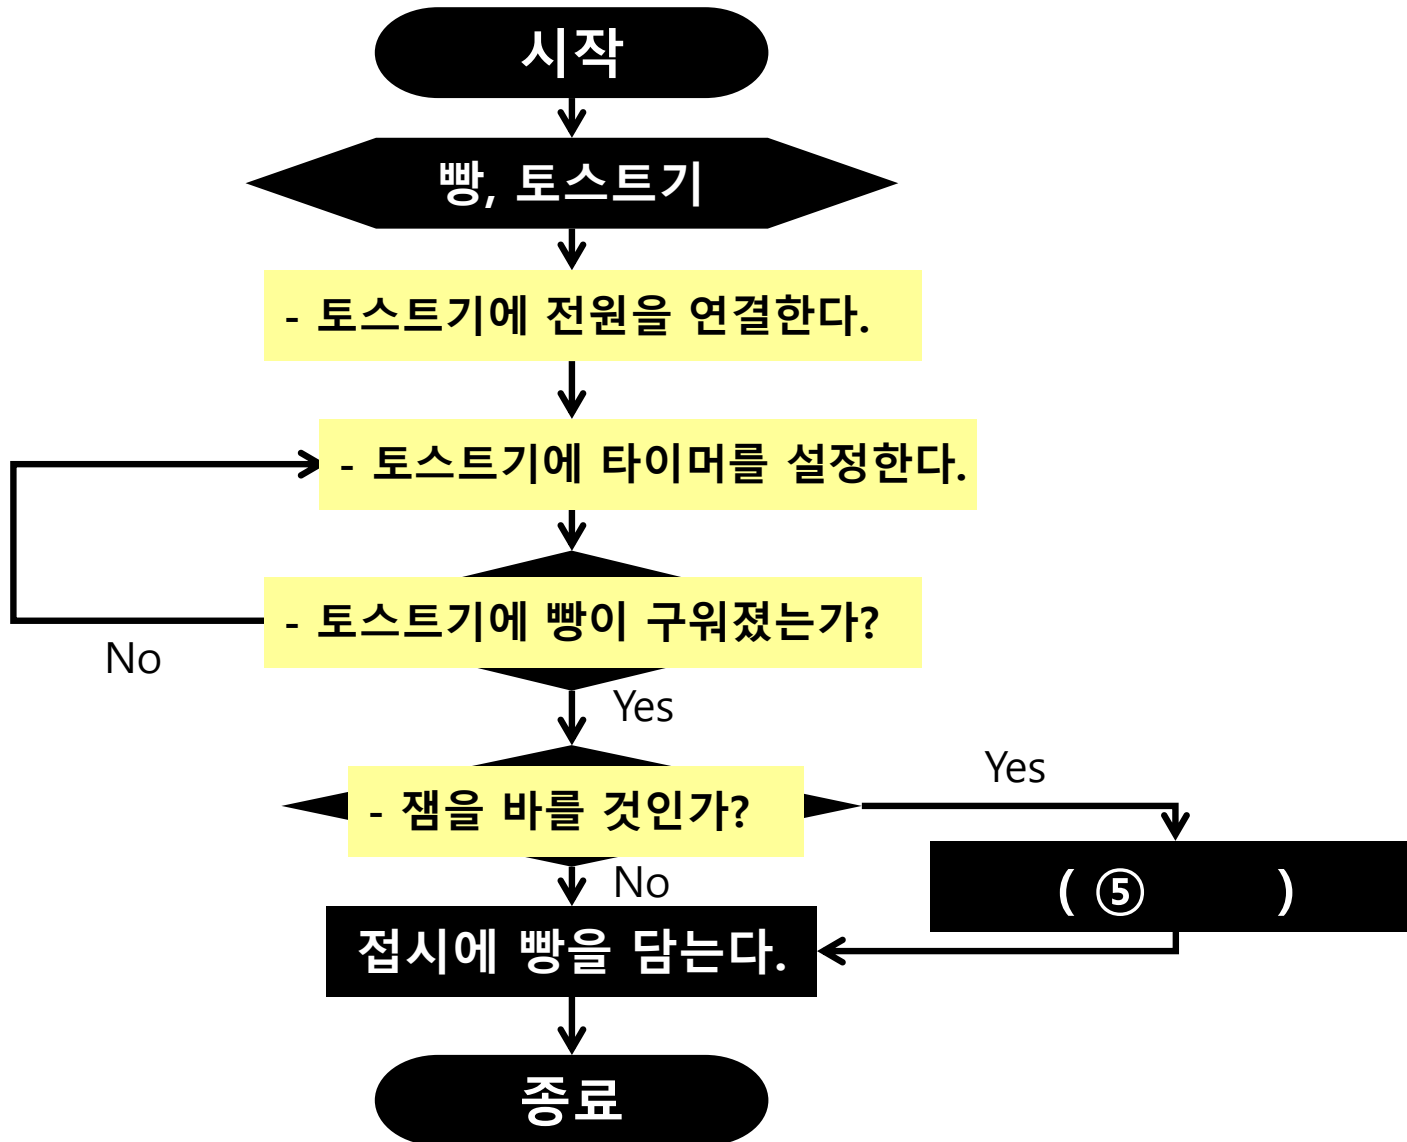 시작
빵, 토스트기
- 토스트기에 전원을 연결한다.
- 토스트기에 타이머를 설정한다.
- 토스트기에 빵이 구워졌는가?
No
Yes
- 잼을 바를 것인가?
Yes
No
( ⑤ )
접시에 빵을 담는다.
종료